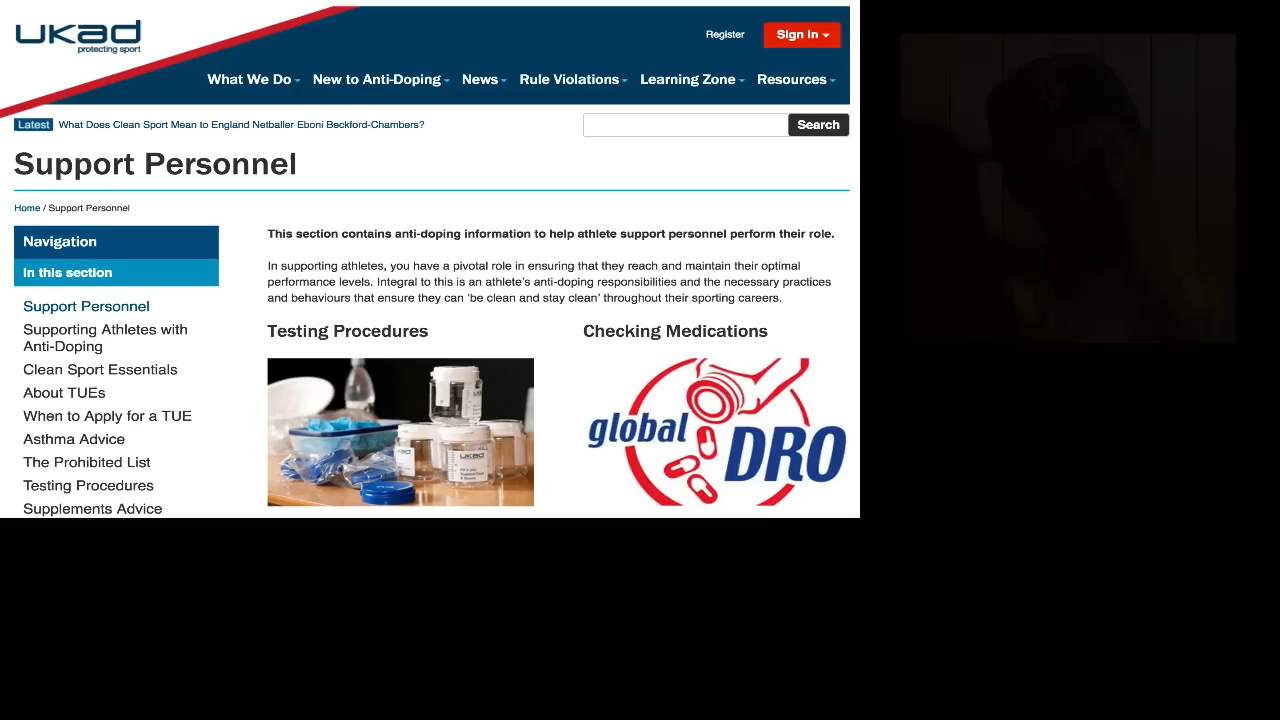 ukad
protecting sport
Register
Sign in
What We Do
New to Anti-Doping
News
Rule Violations
Learning Zone
Resources
Latest What Does Clean Sport Mean to England Netballer Eboni Beckford-Chambers?
Search
Support Personnel
Home / Support Personnel
Navigation
In this section
Support Personnel
Supporting Athletes with
Anti-Doping
Clean Sport Essentials
About TUEs
When to Apply for a TUE
Asthma Advice
The Prohibited List
Testing Procedures
Supplements Advice
This section contains anti-doping information to help athlete support personnel perform their role.
In supporting athletes, you have a pivotal role in ensuring that they reach and maintain their optimal
performance levels. Integral to this is an athlete's anti-doping responsibilities and the necessary practices
and behaviours that ensure they can 'be clean and stay clean' throughout their sporting careers.
Testing Procedures
ukad
Checking Medications
global
DRO